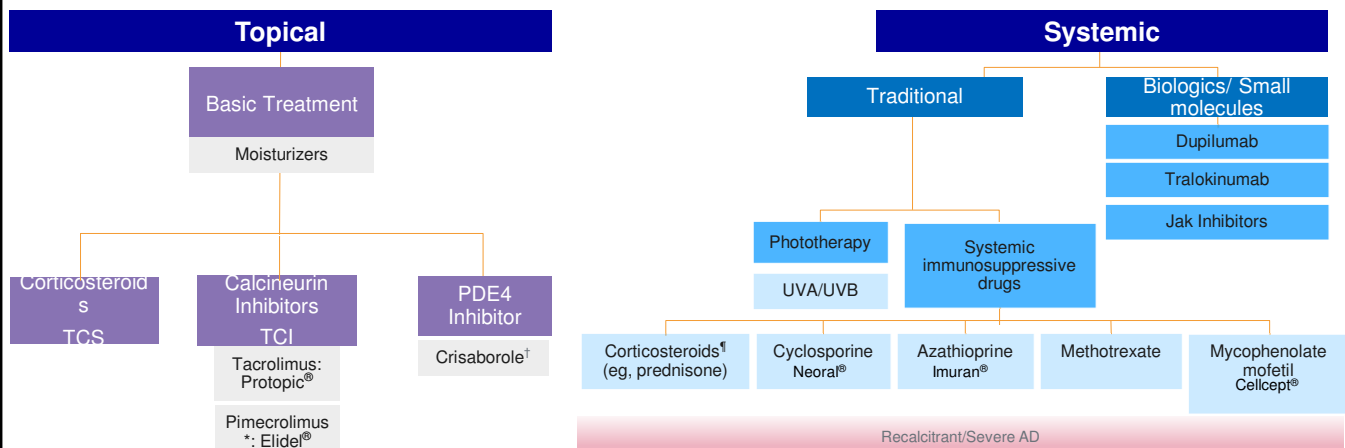 Topical
Basic Treatment
Moisturizers
Corticosteroid
s
TCS
Calcineurin
Inhibitors
TCI
Tacrolimus:
Protopic®
Pimecrolimus
*: Elidel®
PDE4
Inhibitor
Crisaborole†
Systemic
Traditional
Biologics/ Small
molecules
Dupilumab
Tralokinumab
Jak Inhibitors
Phototherapy
UVA/UVB
Systemic
immunosuppressive
drugs
Corticosteroids¶
(eg, prednisone)
Cyclosporine
Neoral®
Azathioprine
Imuran®
Methotrexate
Mycophenolate
mofetil
Cellcept®
Recalcitrant/Severe AD